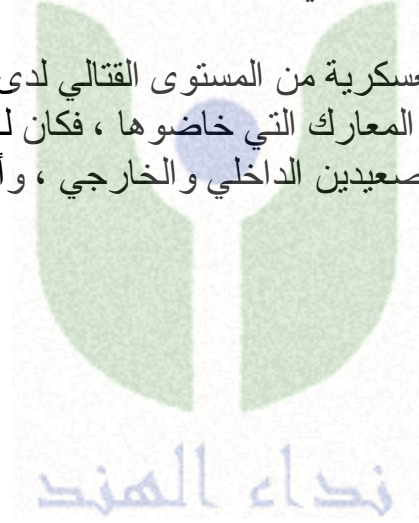 عسكرية من المستوى القتالي لدى
المعارك التي خاضوها ، فكان لـ
صعيدين الداخلي والخارجي ، وأ
نداء الهند